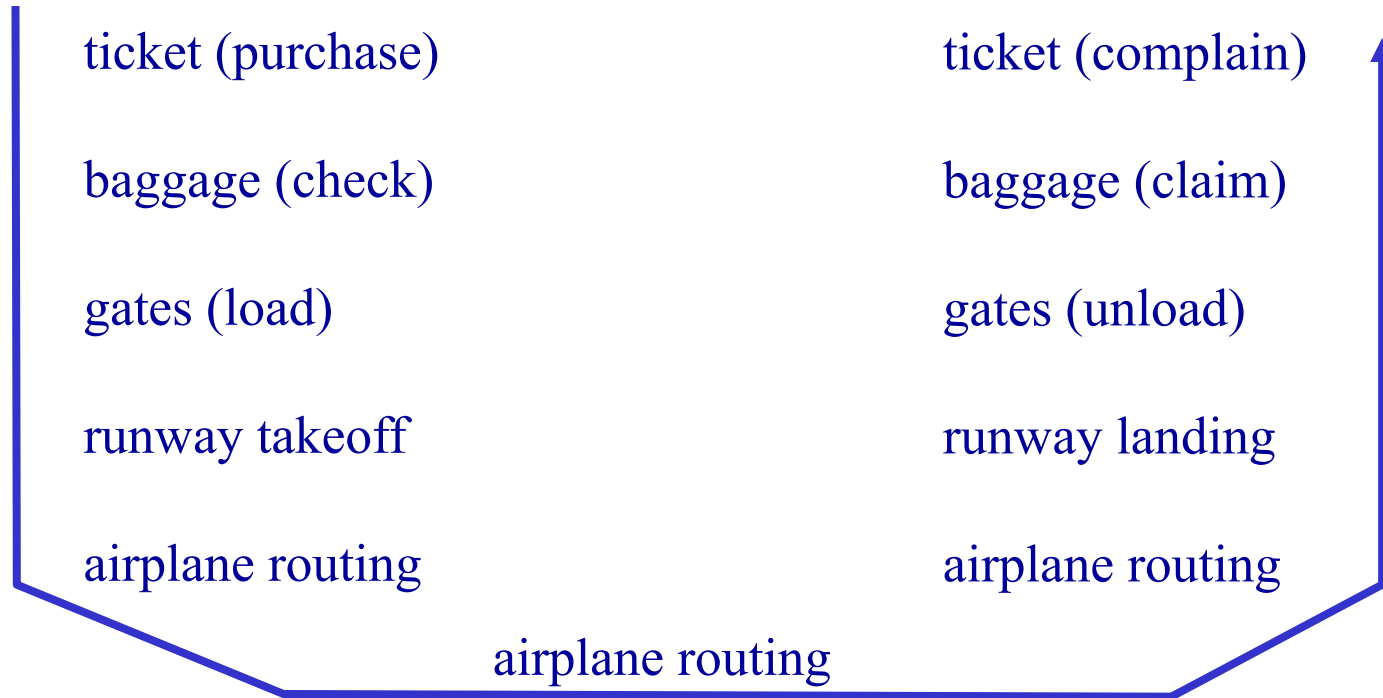 ticket (purchase)
baggage (check)
gates (load)
runway takeoff
airplane routing
airplane routing
ticket (complain)
baggage (claim)
gates (unload)
runway landing
airplane routing